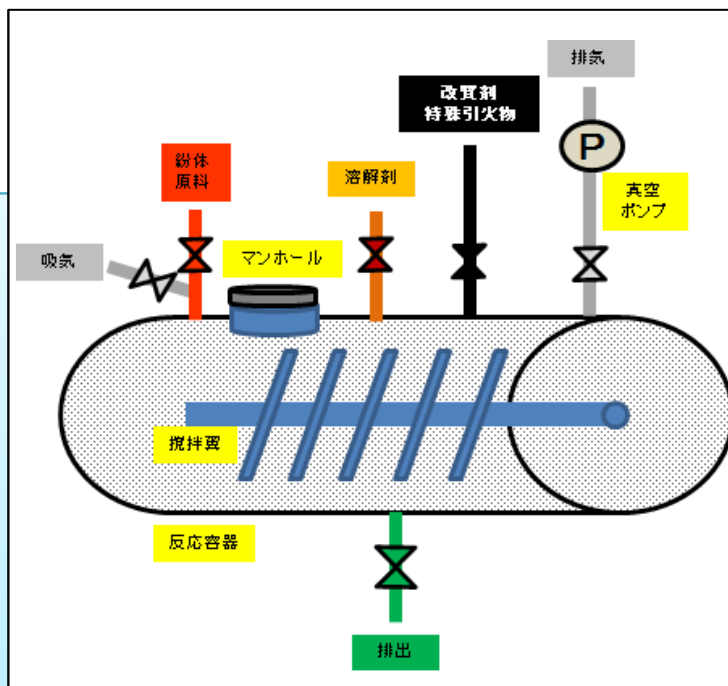 排気
改質剤
特殊引火物
P
粉体
原料
溶解剤
真空
ポンプ
吸気
マンホール
撹拌翼
反応容器
排出